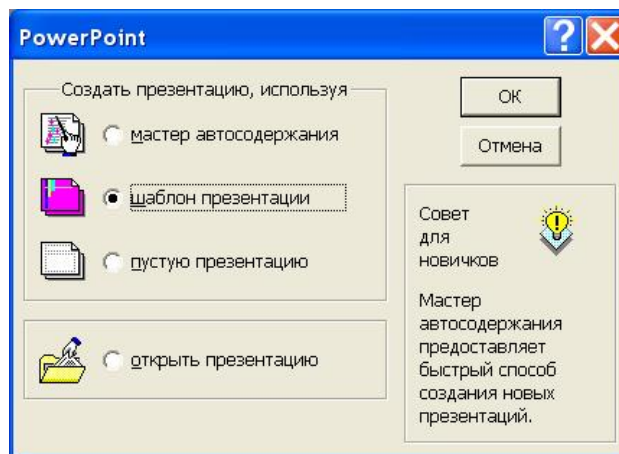 PowerPoint
Создать презентацию, используя
мастер автосодержания
шаблон презентации
пустую презентацию
открыть презентацию
ОК
Отмена
Совет
для
новичков
Мастер
автосодержания
предоставляет
быстрый способ
создания новых
презентаций.